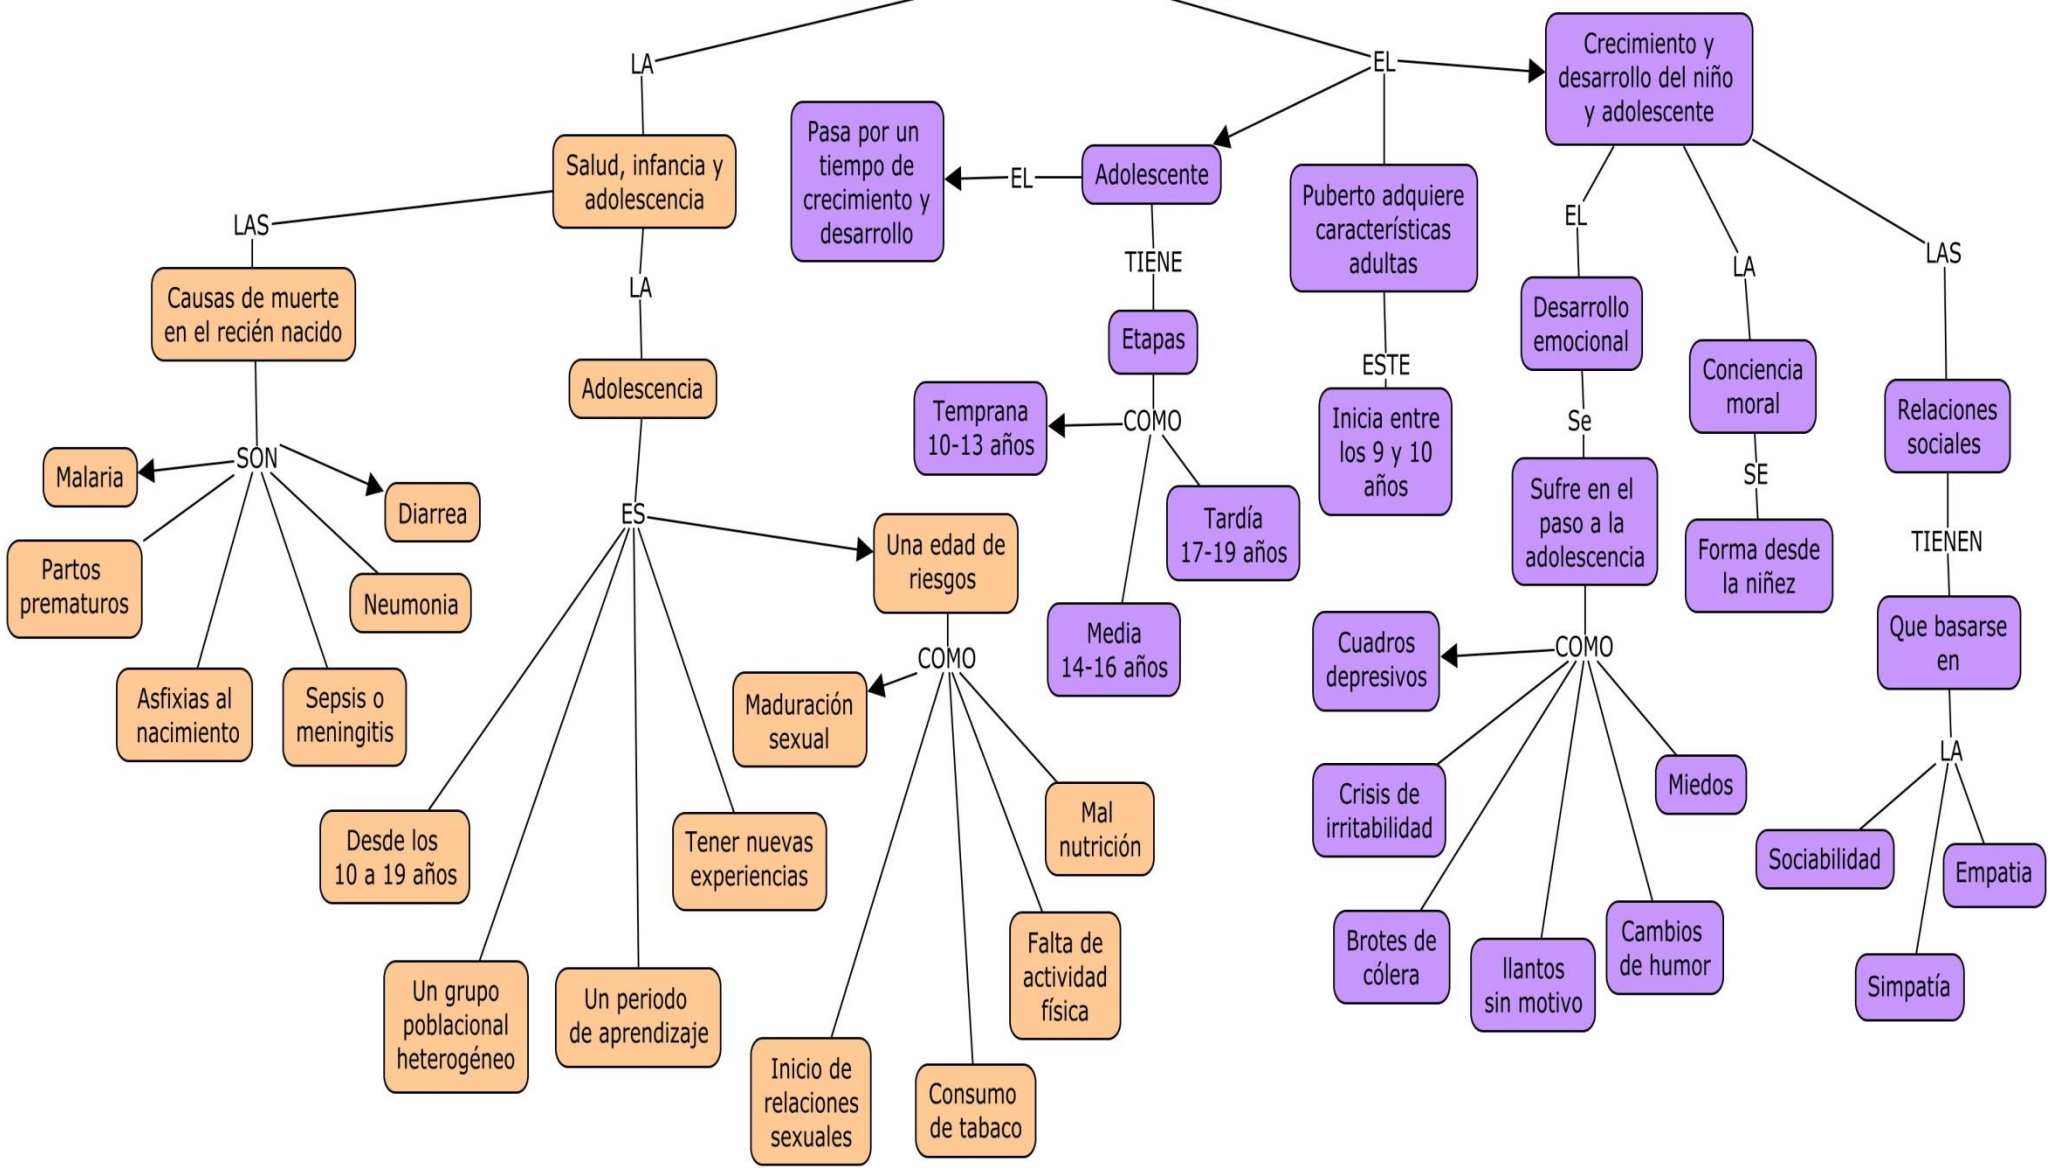 LA
EL
Crecimiento y
desarrollo del niño
y adolescente
Salud, infancia y
adolescencia
LAS
Causas de muerte
en el recién nacido
SON
Malaria
Partos
prematuros
Asfixias al
nacimiento
Sepsis o
meningitis
Neumonia
Diarrea
LA
Adolescencia
ES
Desde los
10 a 19 años
Un grupo
poblacional
heterogéneo
Un periodo
de aprendizaje
Tener nuevas
experiencias
Una edad de
riesgos
COMO
Maduración
sexual
Inicio de
relaciones
sexuales
Consumo
de tabaco
Falta de
actividad
física
Mal
nutrición
Adolescente
EL
Pasa por un
tiempo de
crecimiento y
desarrollo
TIENE
Etapas
COMO
Temprana
10-13 años
Media
14-16 años
Tardía
17-19 años
Puberto adquiere
características
adultas
ESTE
Inicia entre
los 9 y 10
años
EL
Desarrollo
emocional
Se
Sufre en el
paso a la
adolescencia
COMO
Cuadros
depresivos
Crisis de
irritabilidad
Brotes de
cólera
llantos
sin motivo
Cambios
de humor
Miedos
LA
Conciencia
moral
SE
Forma desde
la niñez
LAS
Relaciones
sociales
TIENEN
Que basarse
en
LA
Sociabilidad
Simpatía
Empatia